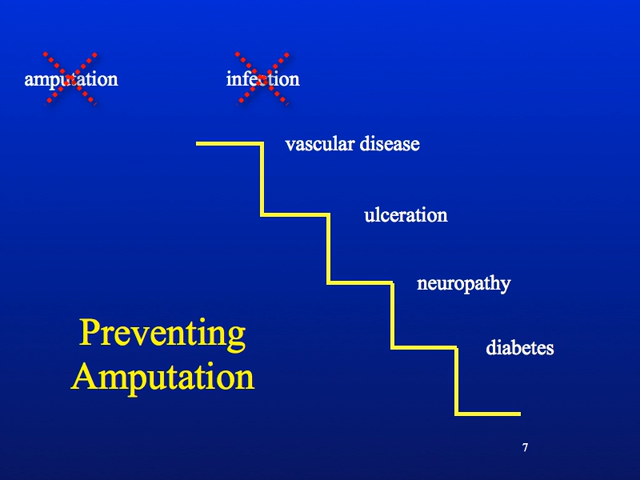 amputation
infection
vascular disease
ulceration
neuropathy
Preventing
Amputation
diabetes
7